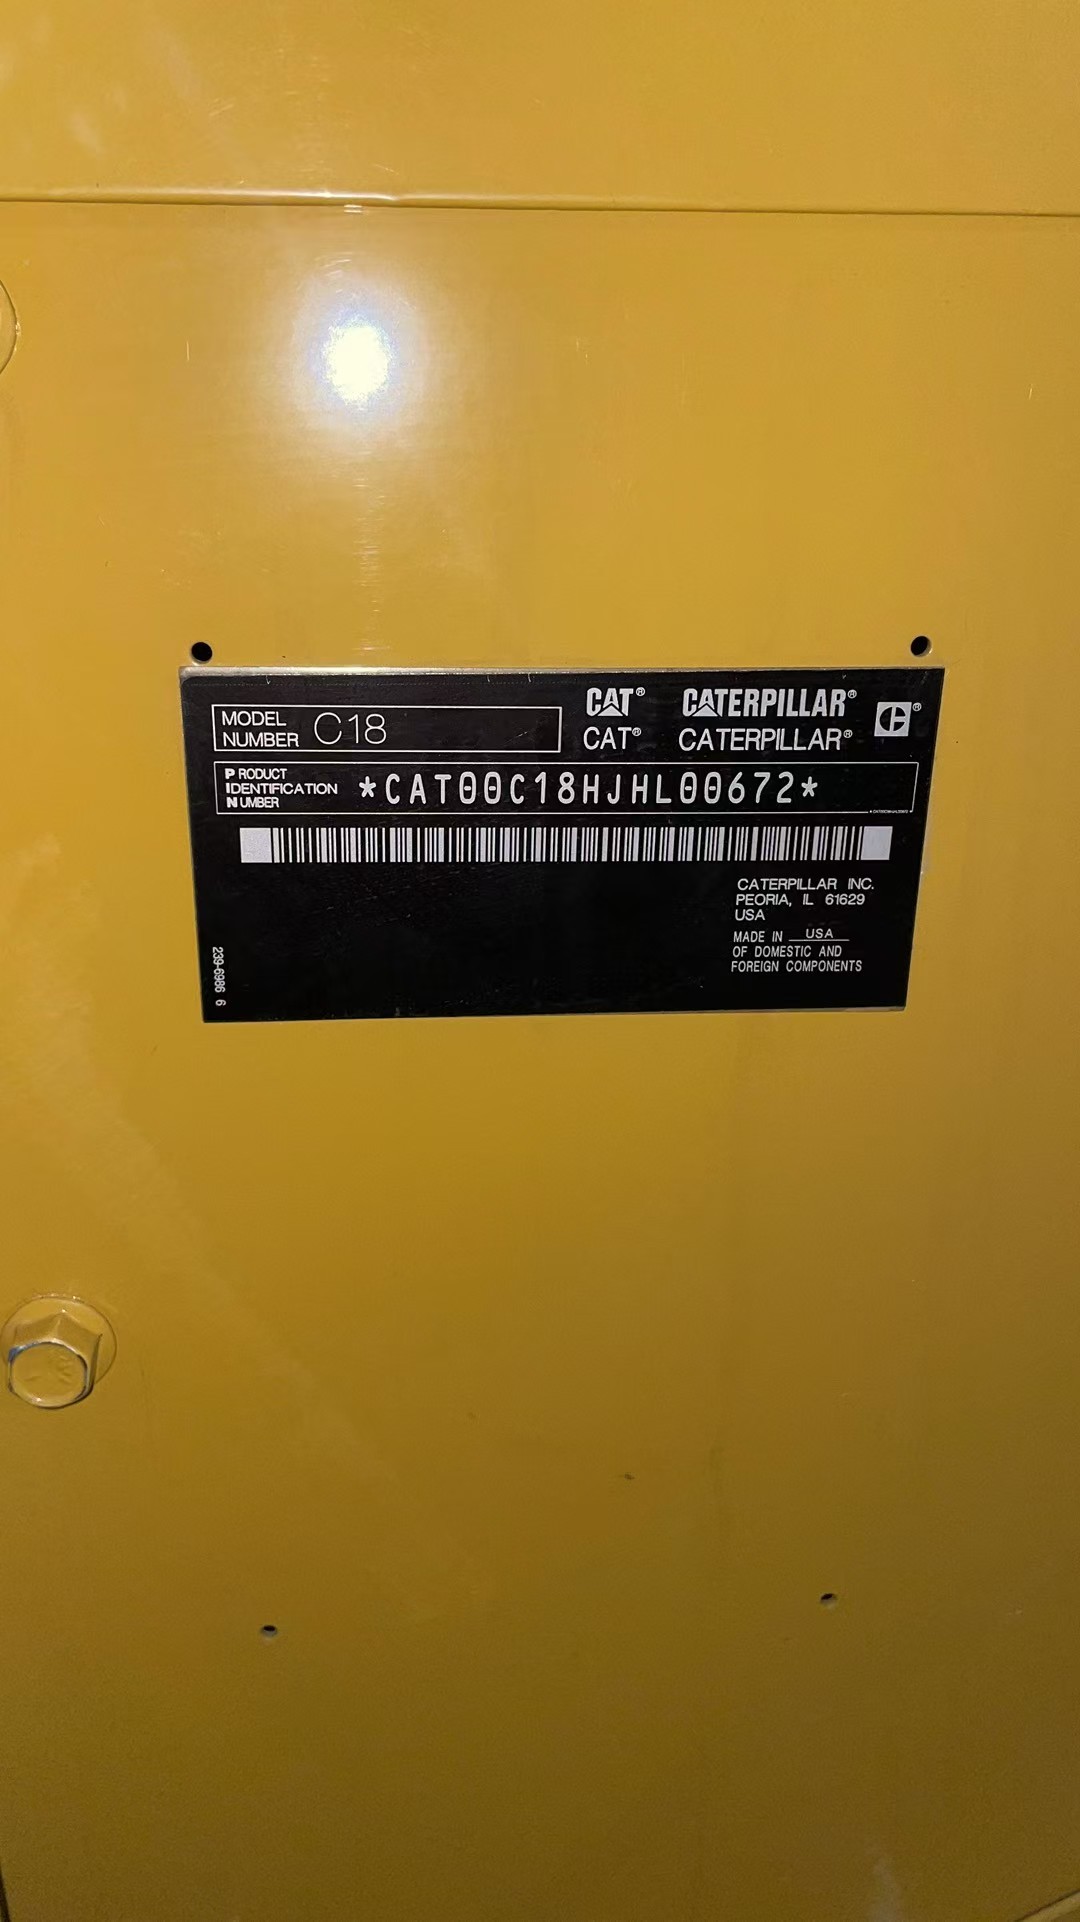 MODEL NUMBER C18
CAT® CATERPILLAR®
CAT® CATERPILLAR®
PRODUCT IDENTIFICATION NUMBER *CAT00C18HJHL00672*
CATERPILLAR INC.
PEORIA, IL 61629
USA
MADE IN USA
OF DOMESTIC AND
FOREIGN COMPONENTS
239-6986 6